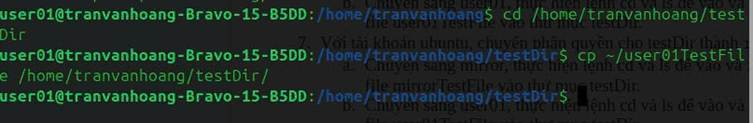 user01@tranvanhoang-Bravo-15-B5DD:/home/tranvanhoang$ cd /home/tranvanhoang/test
Dir
user01@tranvanhoang-Bravo-15-B5DD:/home/tranvanhoang/testDir$ cp ~/user01TestFil
e /home/tranvanhoang/testDir/
user01@tranvanhoang-Bravo-15-B5DD:/home/tranvanhoang/testDir$